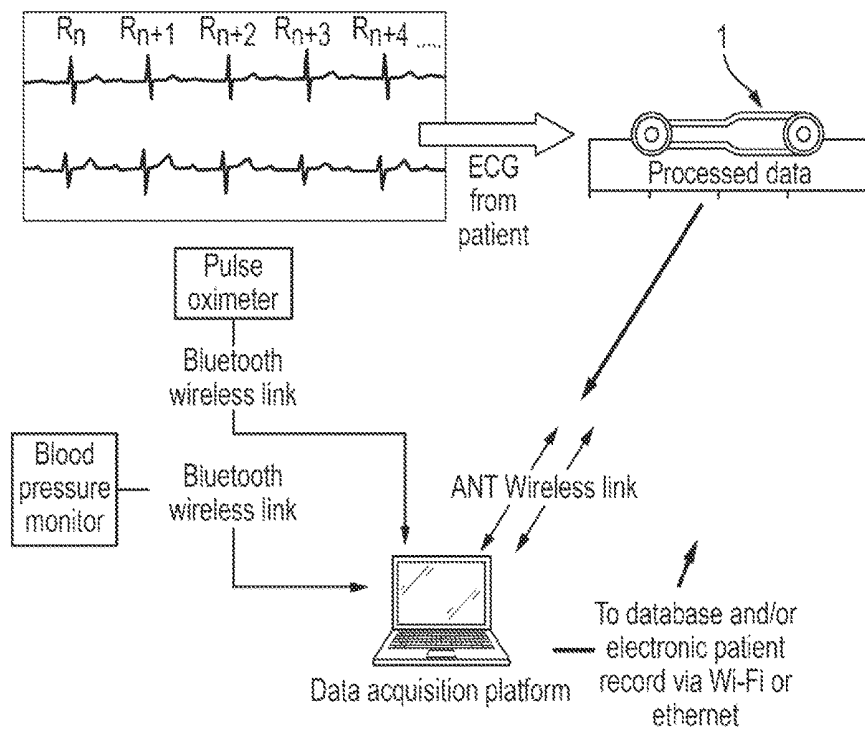 Rn Rn+1 Rn+2 Rn+3 Rn+4 .....
1
ECG
from
patient
Processed data
Pulse
oximeter
Bluetooth
wireless link
Blood
pressure
monitor
Bluetooth
wireless link
ANT Wireless link
Data acquisition platform
To database and/or
electronic patient
record via Wi-Fi or
ethernet